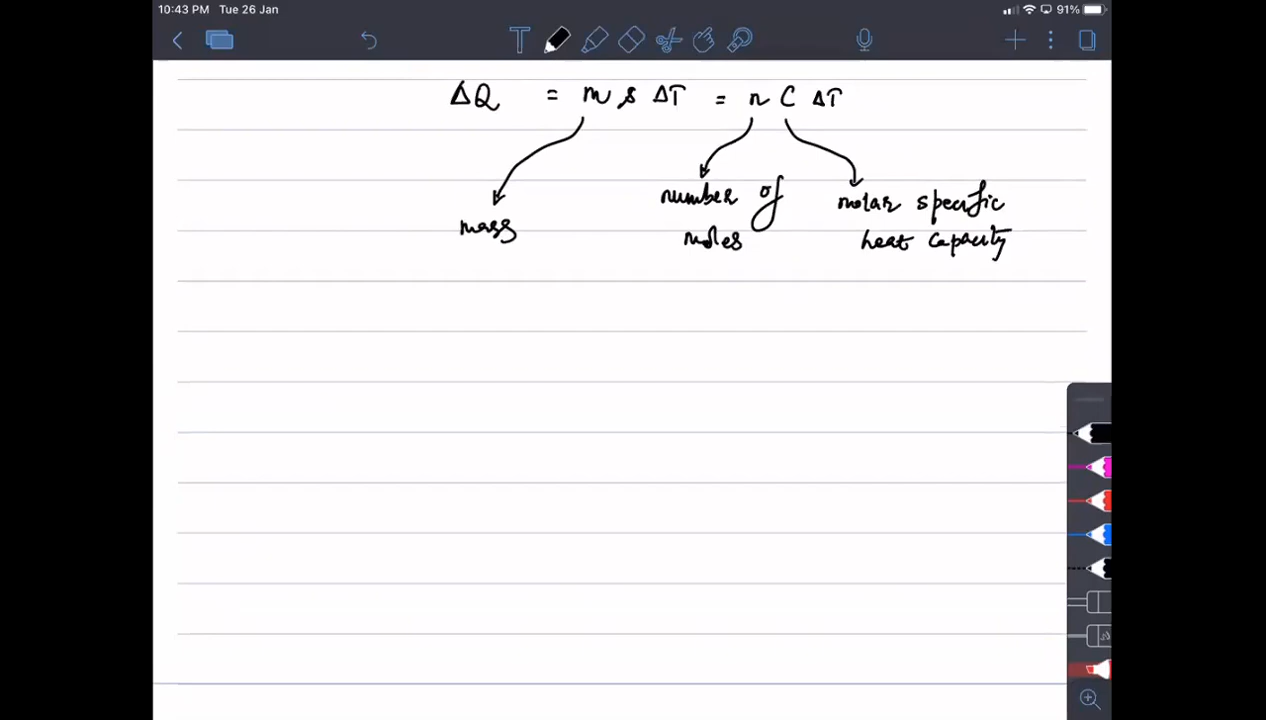 10:43 PM Tue 26 Jan 91%
T
ΔQ = m s ΔT = n C ΔT
mass
number of
moles
molar specific
heat capacity